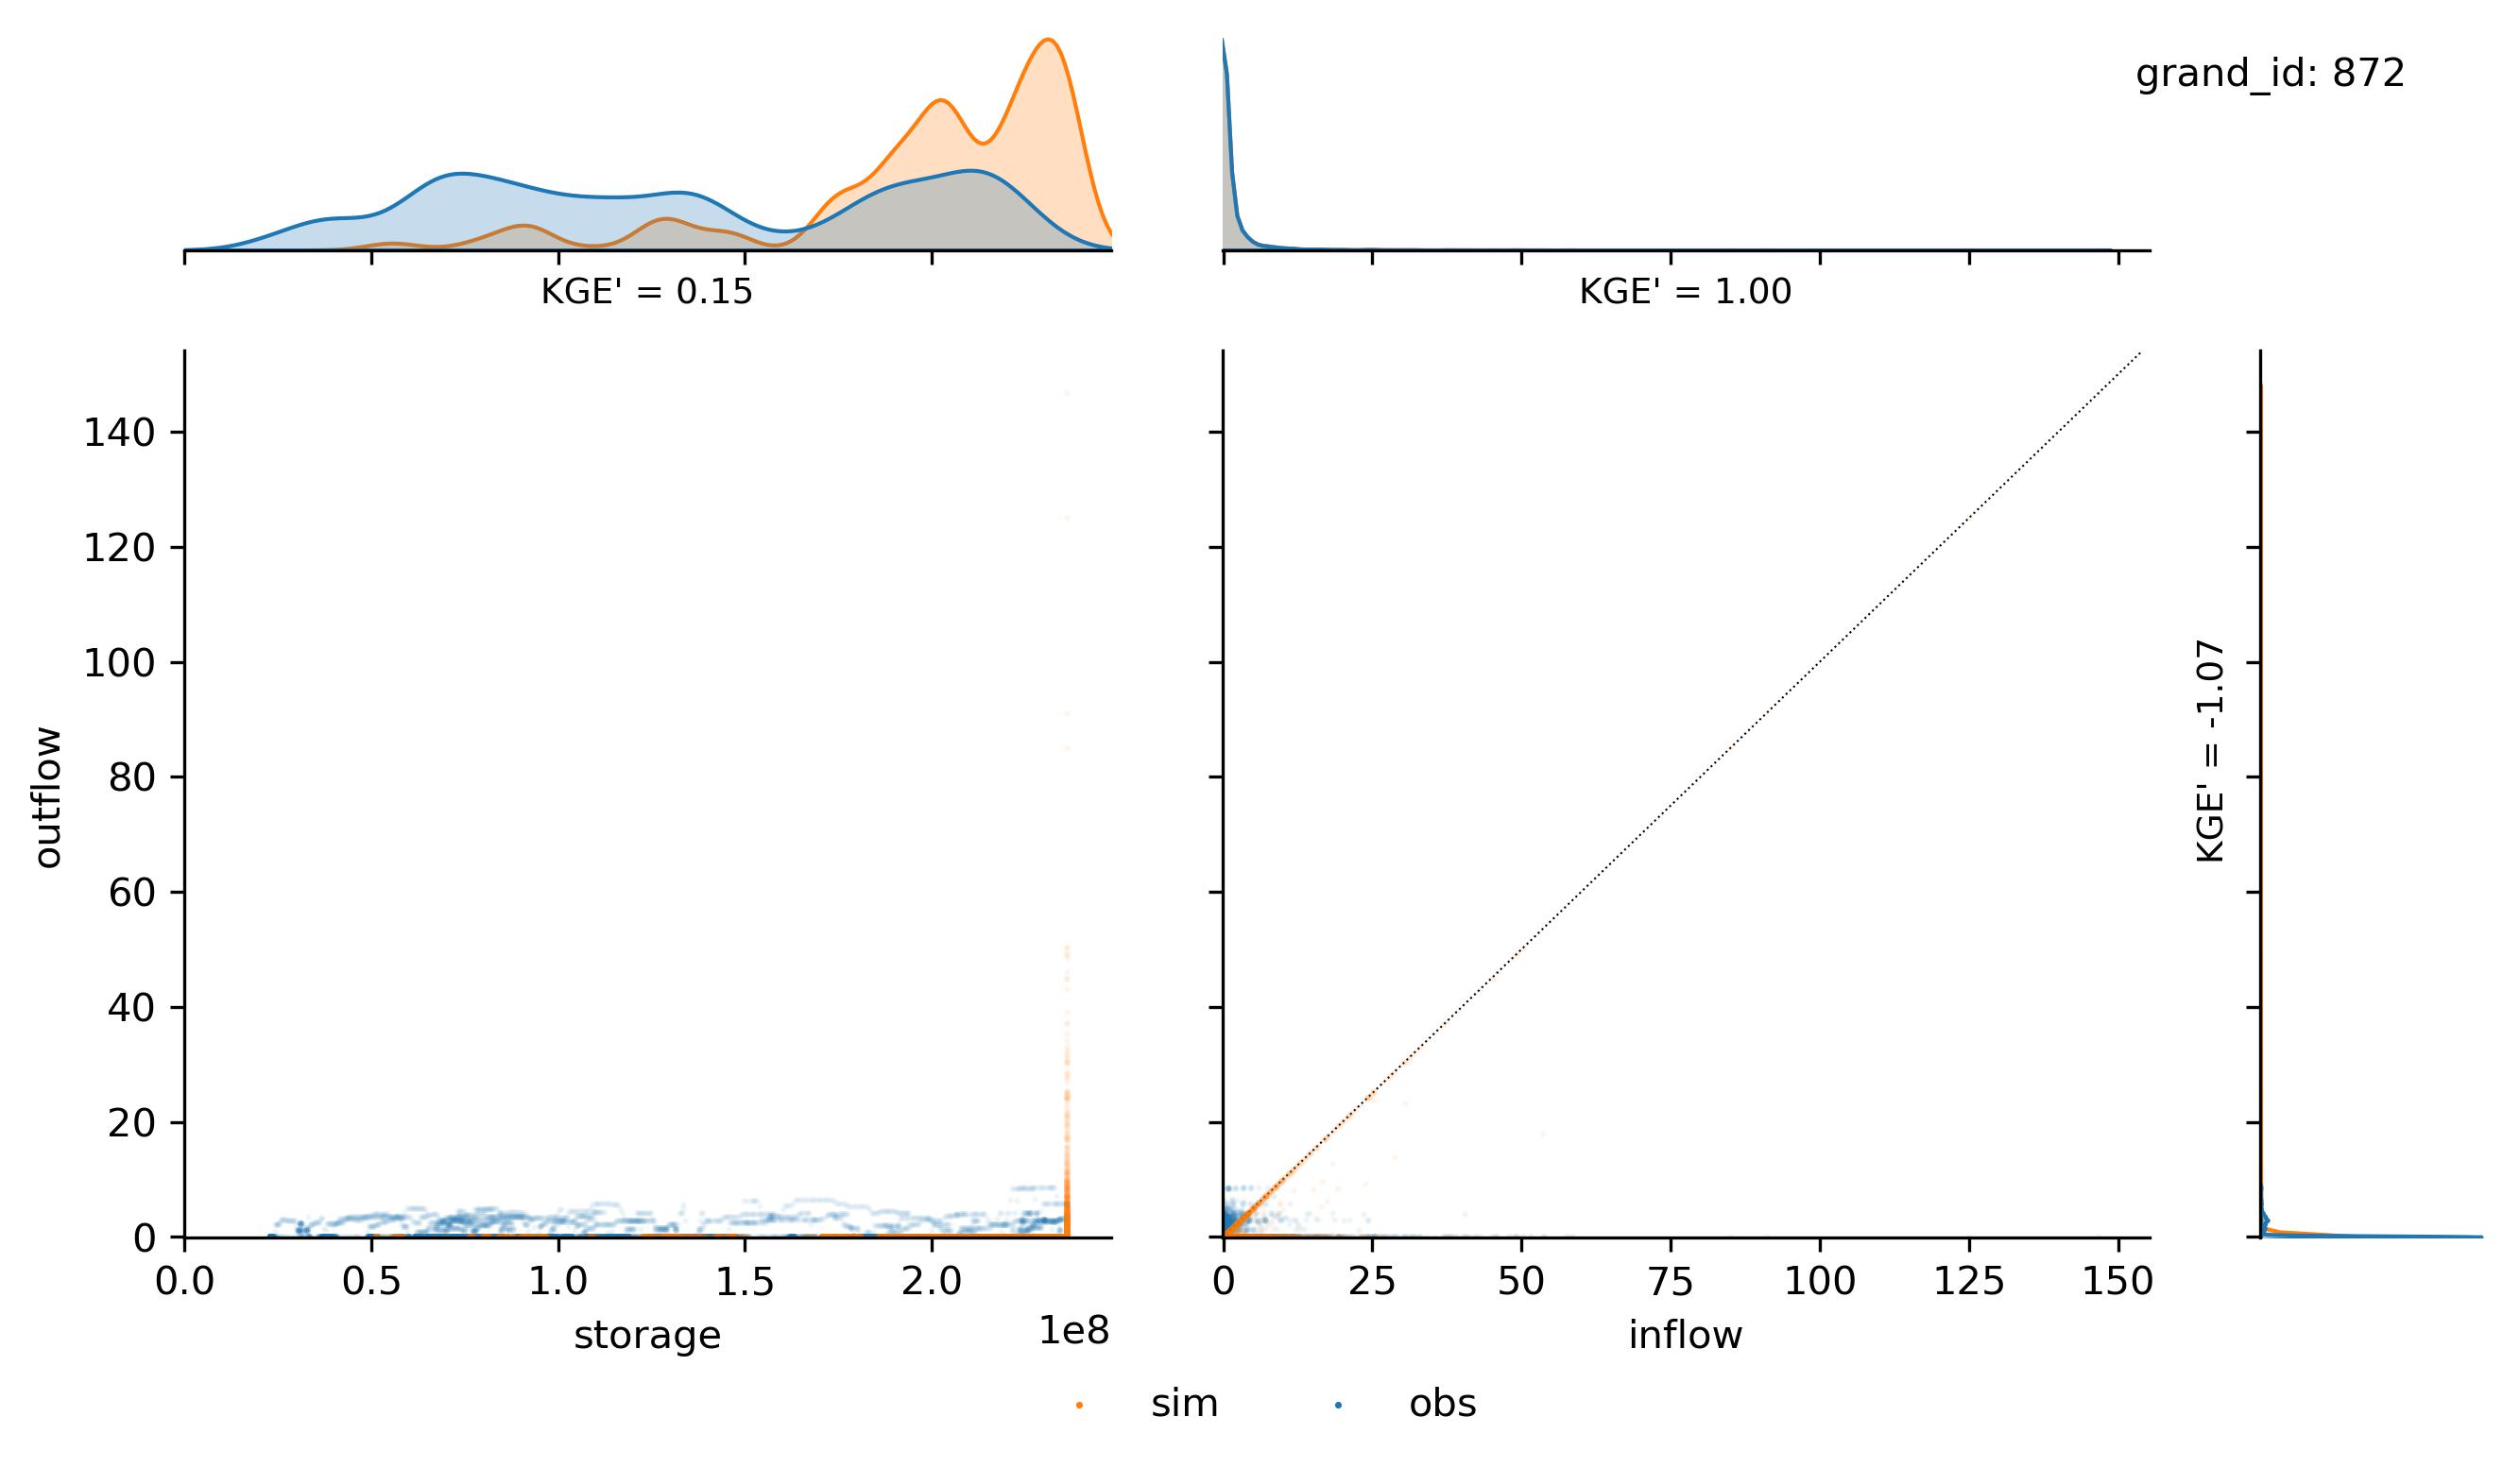 grand_id: 872
KGE' = 0.15
KGE' = 1.00
140
120
100
80
60
40
20
0
outflow
KGE' = -1.07
0.0 0.5 1.0 1.5 2.0
1e8
storage
0 25 50 75 100 125 150
inflow
sim obs